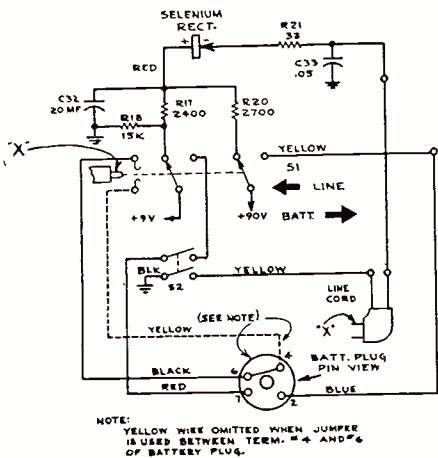 SELENIUM
RECT.
+ -
R21
33
RED
C33
.05
C32
20 MF
R18
15K
R17
2400
R20
2700
"X"
YELLOW
S1
LINE
+9V
+90V
BATT.
BLK
S2
YELLOW
LINE
CORD
"X"
(SEE NOTE)
YELLOW
4
BATT. PLUG
PIN VIEW
BLACK
6
RED
7
2
BLUE
NOTE:
YELLOW WIRE OMITTED WHEN JUMPER
IS USED BETWEEN TERM. #4 AND #6
OF BATTERY PLUG.